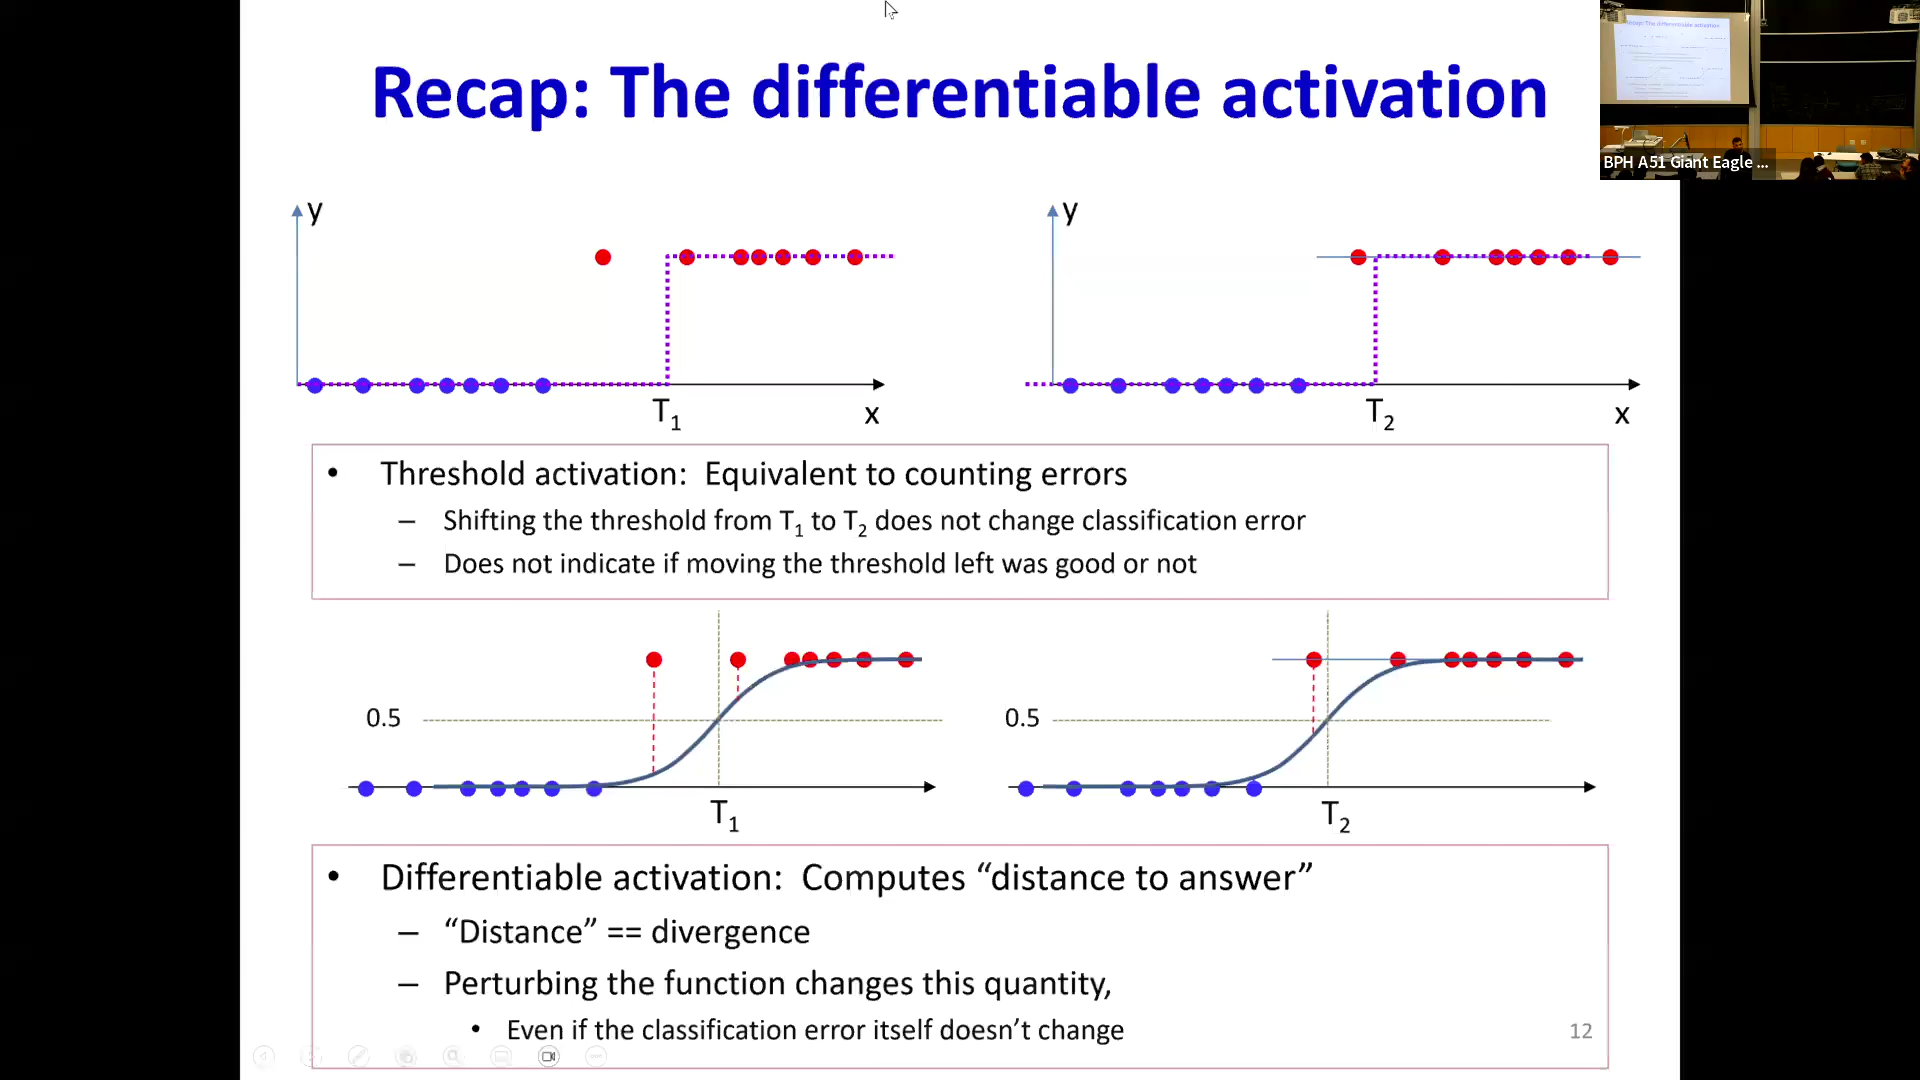 Recap: The differentiable activation
BPH A51 Giant Eagle ...
y
y
T1
x
T2
x
• Threshold activation: Equivalent to counting errors
– Shifting the threshold from T1 to T2 does not change classification error
– Does not indicate if moving the threshold left was good or not
0.5
0.5
T1
T2
• Differentiable activation: Computes “distance to answer”
– “Distance” == divergence
– Perturbing the function changes this quantity,
• Even if the classification error itself doesn’t change
12